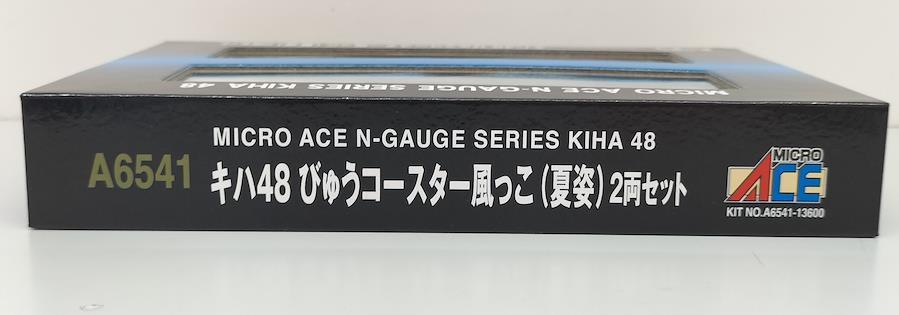 MICRO ACE N-GAUGE SERIES KIHA 48
A6541
MICRO ACE N-GAUGE SERIES KIHA 48
キハ48 びゅうコースター風っこ(夏姿) 2両セット
MICRO
ACE
KIT NO.A6541-13600